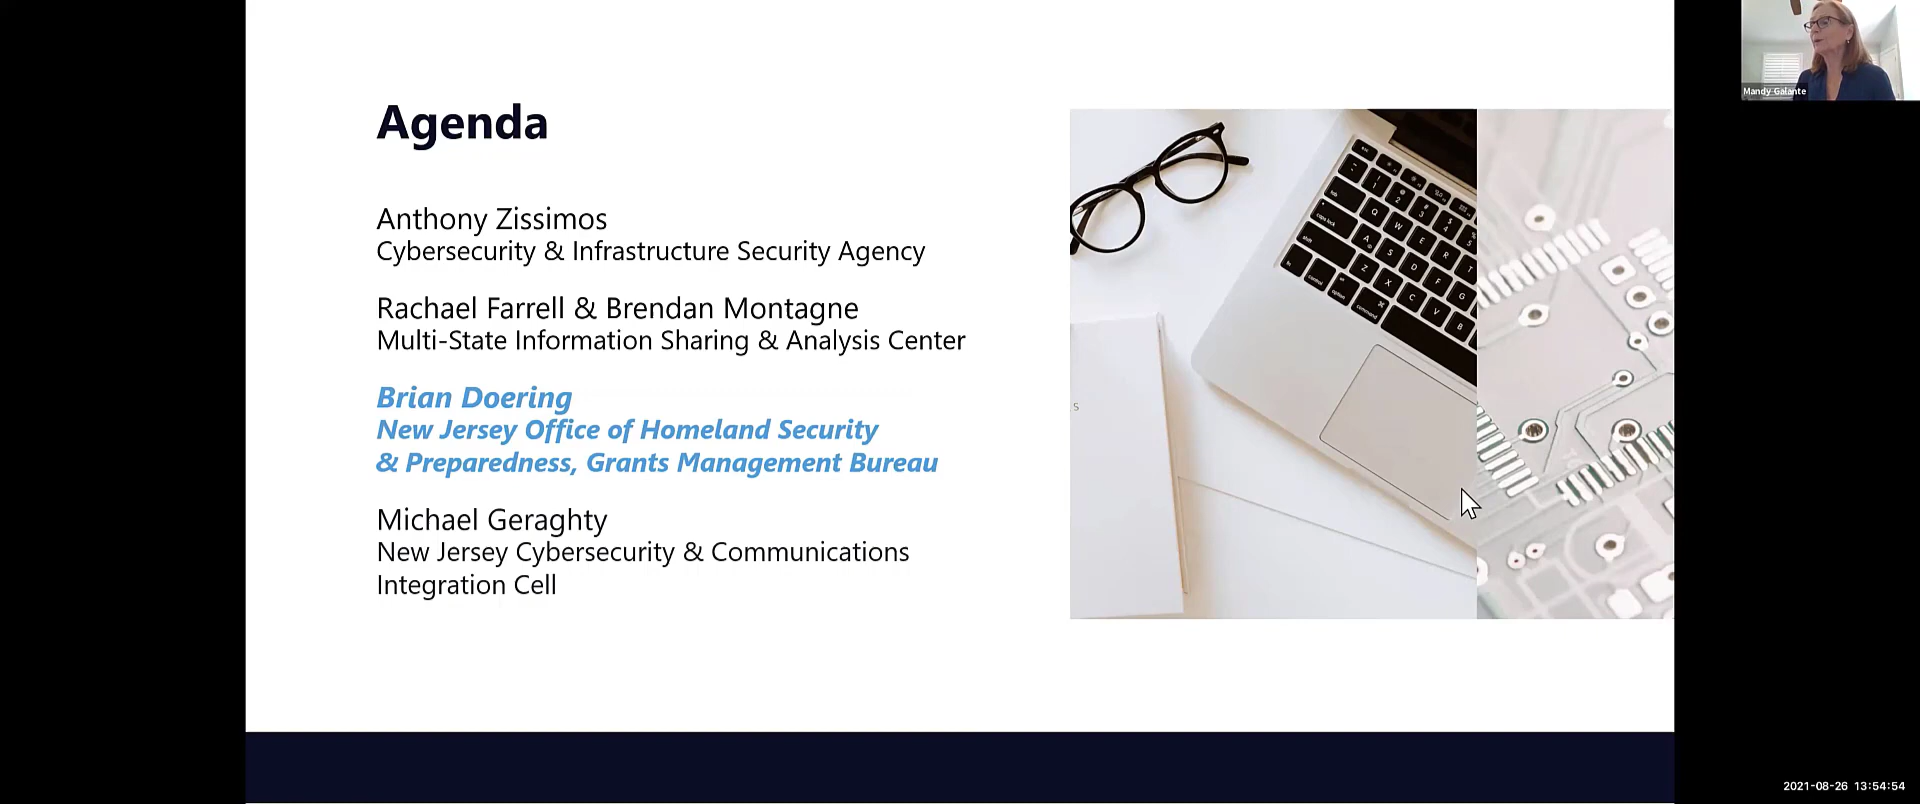 Agenda
Anthony Zissimos
Cybersecurity & Infrastructure Security Agency
Rachael Farrell & Brendan Montagne
Multi-State Information Sharing & Analysis Center
Brian Doering
New Jersey Office of Homeland Security
& Preparedness, Grants Management Bureau
Michael Geraghty
New Jersey Cybersecurity & Communications
Integration Cell
Mandy Galante
2021-08-26 13:54:54